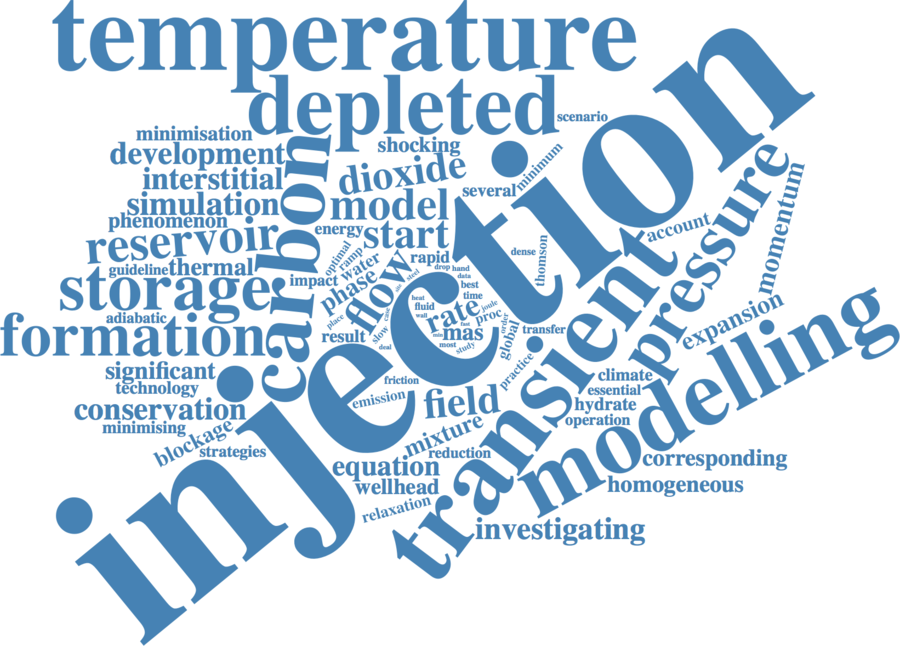 temperature
depleted
scenario
minimisation
shocking
development
dioxide
minimum
several
interstitial
model
simulation
phenomenon
energy
start
account
reservoir
carbon
optimal
ramp
water
rapid
dense
thomson
momentum
pressure
guideline
thermal
impact
phase
flow
steel
drop
hand
data
best
time
storage
place
heat
fluid
wall
rate
joule
proc
order
global
transfer
expansion
adiabatic
formation
result
slow
case
mas
fast
most
study
deal
practice
significant
technology
friction
emission
field
climate
essential
hydrate
operation
conservation
minimising
blockage
strategies
mixture
reduction
equation
wellhead
relaxation
injection
transient
modelling
corresponding
homogeneous
investigating